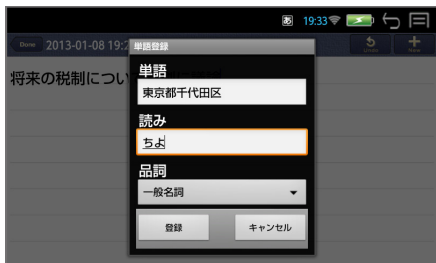 あ 19:33
Done 2013-01-08 19:2
Undo
New
将来の税制につい
単語登録
単語
東京都千代田区
読み
ちよ
品詞
一般名詞
登録
キャンセル